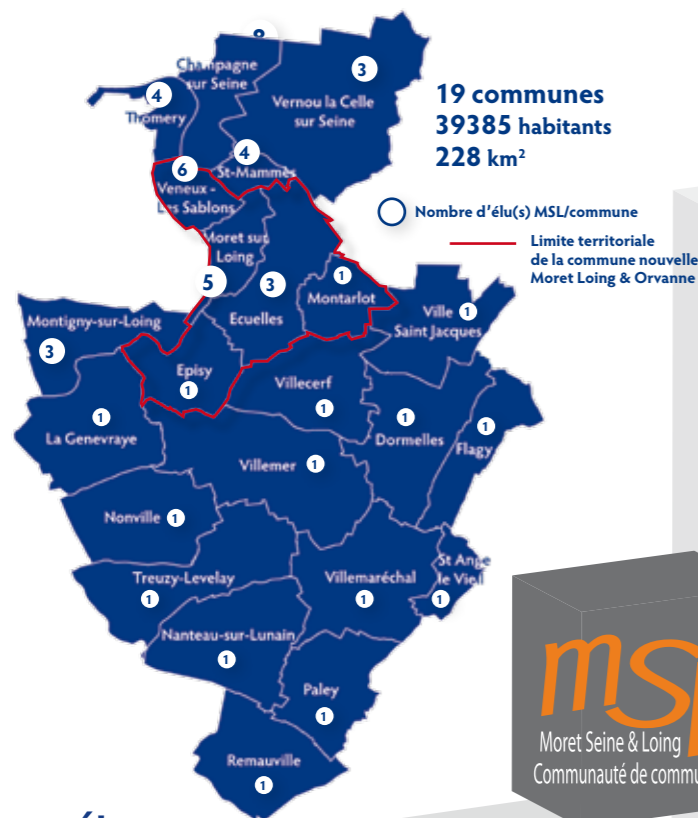 Champagne
sur Seine
3
Vernou la Celle
sur Seine
4
Thomery
19 communes
39385 habitants
228 km²
4
St-Mammès
6
Veneux -
Les Sablons
Nombre d'élu(s) MSL/commune
Limite territoriale
de la commune nouvelle
Moret Loing & Orvanne
Moret sur
Loing
5
3
Ecuelles
1
Montarlot
Ville 1
Saint Jacques
Montigny-sur-Loing
3
Episy
1
Villecerf
1
1
La Genevraye
1
Dormelles
1
Flagy
Villemer 1
Nonville 1
Treuzy-Levelay
1
Villemaréchal
1
St Ange
le Vieil
1
Nanteau-sur-Lunain
1
Paley
1
Remauville
1
Moret Seine & Loing